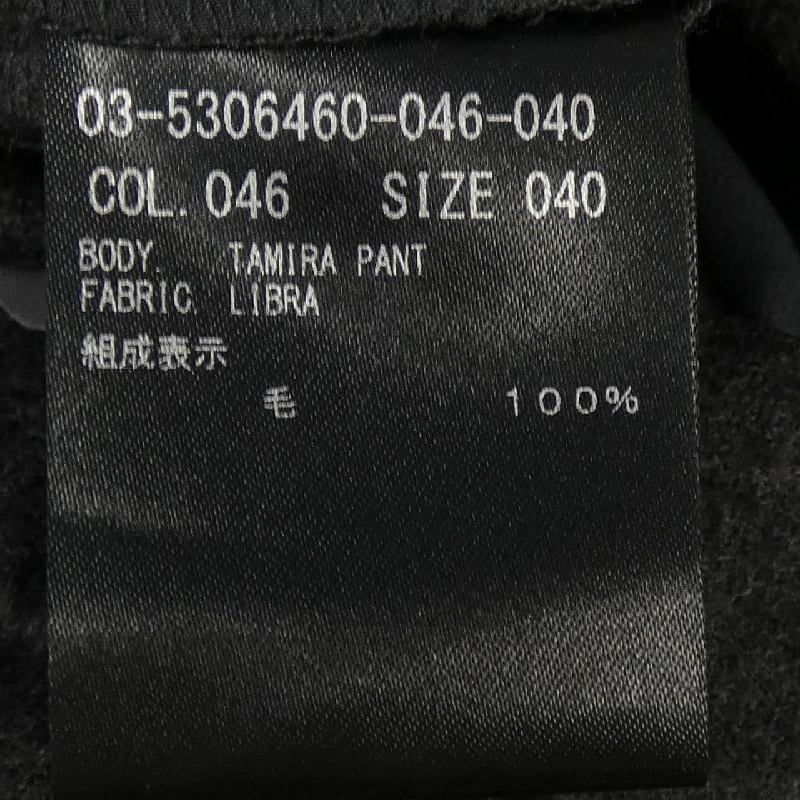 03-5306460-046-040
COL. 046 SIZE 040
BODY. TAMIRA PANT
FABRIC. LIBRA
組成表示
毛 100%